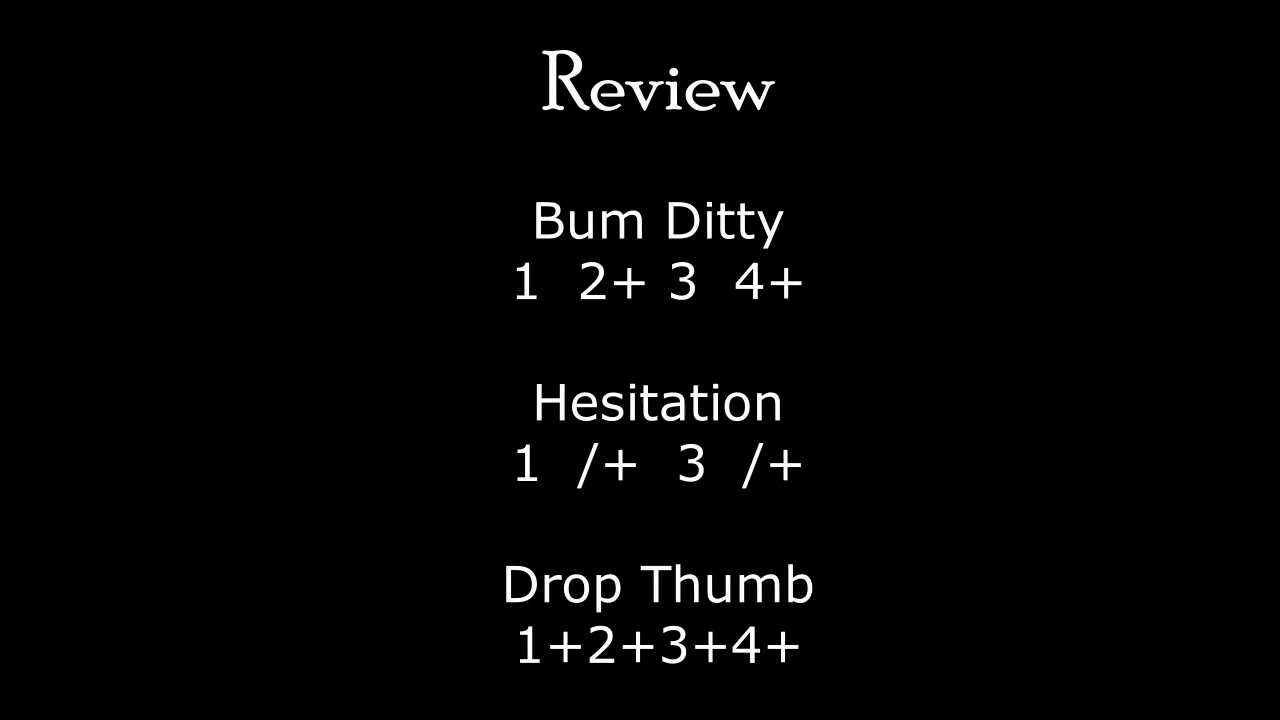 Review
Bum Ditty
1 2+ 3 4+
Hesitation
1 /+ 3 /+
Drop Thumb
1+2+3+4+